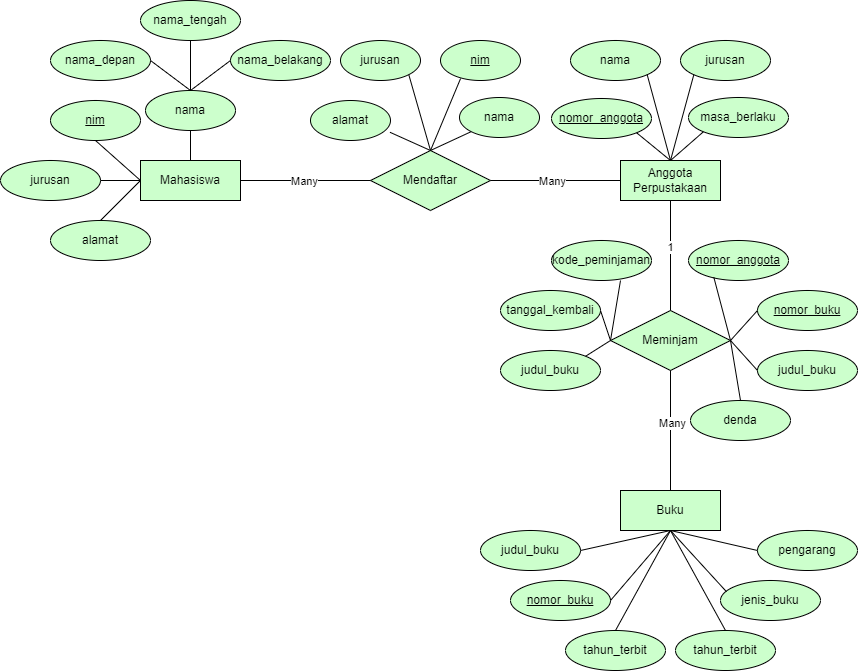 nama_tengah
nama_depan
nama_belakang
nama
nim
jurusan
alamat
Mahasiswa
Many
jurusan
nim
alamat
nama
Mendaftar
Many
nama
jurusan
nomor_anggota
masa_berlaku
Anggota
Perpustakaan
1
kode_peminjaman
nomor_anggota
tanggal_kembali
nomor_buku
Meminjam
judul_buku
judul_buku
denda
Many
Buku
judul_buku
pengarang
nomor_buku
jenis_buku
tahun_terbit
tahun_terbit